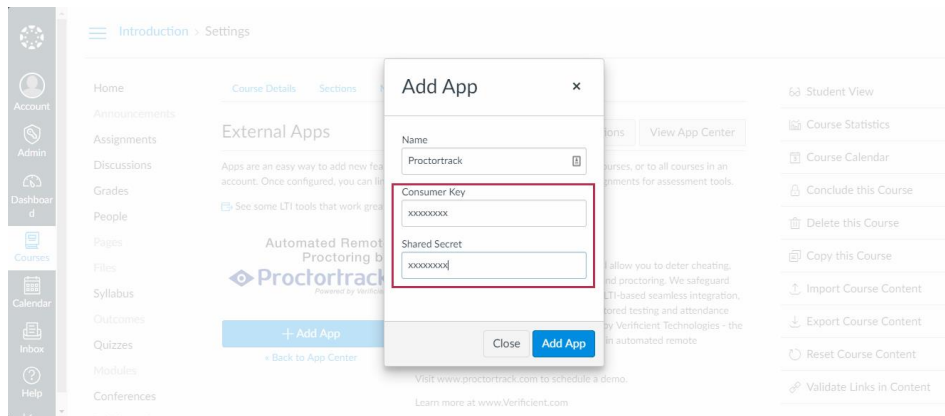 Introduction > Settings
Account
Admin
Dashboar
d
Courses
Calendar
Inbox
Help
Home
Announcements
Assignments
Discussions
Grades
People
Pages
Files
Syllabus
Outcomes
Quizzes
Modules
Conferences
Course Details Sections
External Apps
View App Center
Apps are an easy way to add new fea
account. Once configured, you can lin
See some LTI tools that work grea
Automated Remot
Proctoring b
Proctortrack
Powered by Verificie
+ Add App
« Back to App Center
ourses, or to all courses in an
gnments for assessment tools.
l allow you to deter cheating,
nd proctoring. We safeguard
LTI-based seamless integration,
tored testing and attendance
by Verificient Technologies - the
in automated remote
Visit www.proctortrack.com to schedule a demo.
Learn more at www.Verificient.com
Add App ×
Name
Proctortrack
Consumer Key
xxxxxxxx
Shared Secret
xxxxxxxx
Close Add App
Student View
Course Statistics
Course Calendar
Conclude this Course
Delete this Course
Copy this Course
Import Course Content
Export Course Content
Reset Course Content
Validate Links in Content